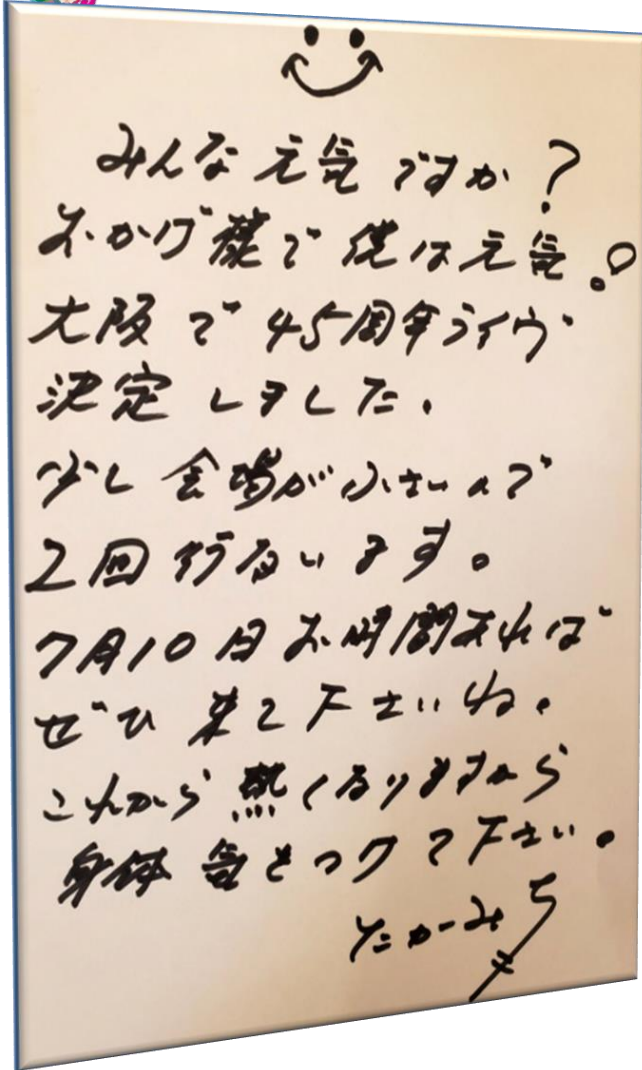 みんな元気ですか?
おかげ様で僕は元気!
大阪で45周年ライヴ
決定しました、
少し会場が小さいので
2回行ないます。
7月10日お時間あれば
ぜひ来て下さいね。
これから熱くなりますから
身体気をつけて下さい。
たかみち